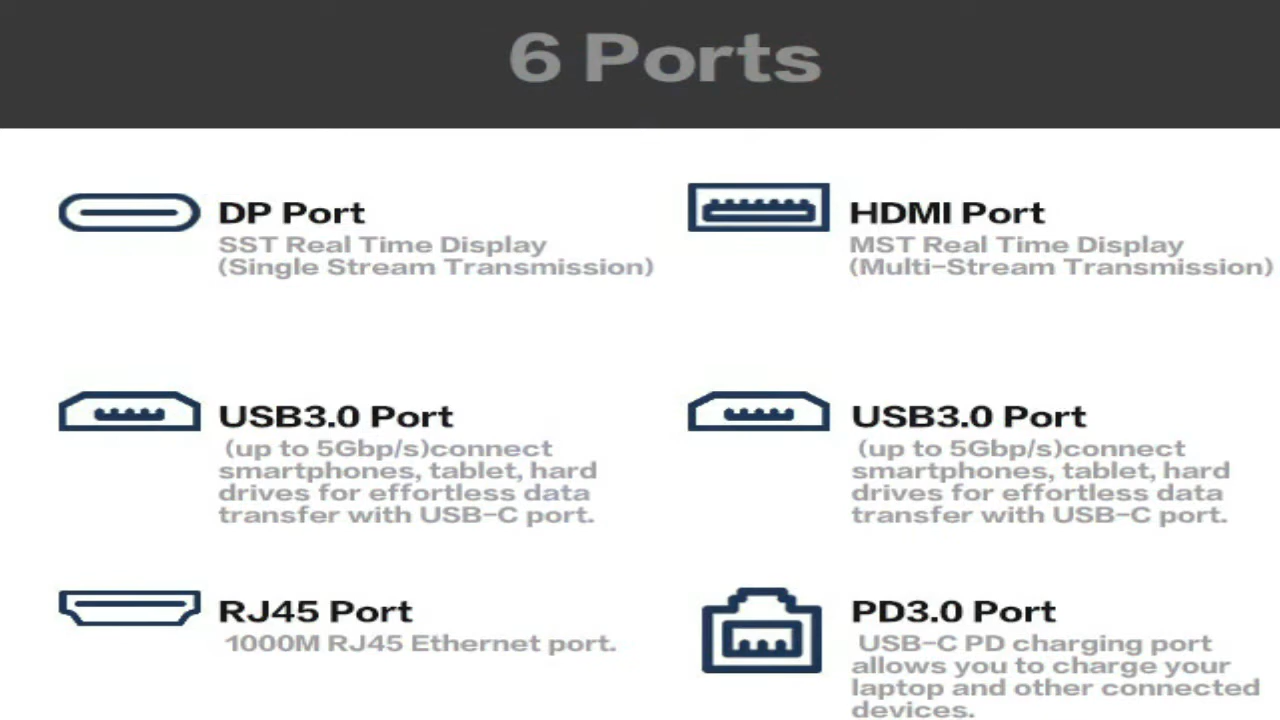 6 Ports
DP Port
SST Real Time Display
(Single Stream Transmission)
HDMI Port
MST Real Time Display
(Multi-Stream Transmission)
USB3.0 Port
(up to 5Gbp/s)connect
smartphones, tablet, hard
drives for effortless data
transfer with USB-C port.
USB3.0 Port
(up to 5Gbp/s)connect
smartphones, tablet, hard
drives for effortless data
transfer with USB-C port.
RJ45 Port
1000M RJ45 Ethernet port.
PD3.0 Port
USB-C PD charging port
allows you to charge your
laptop and other connected
devices.